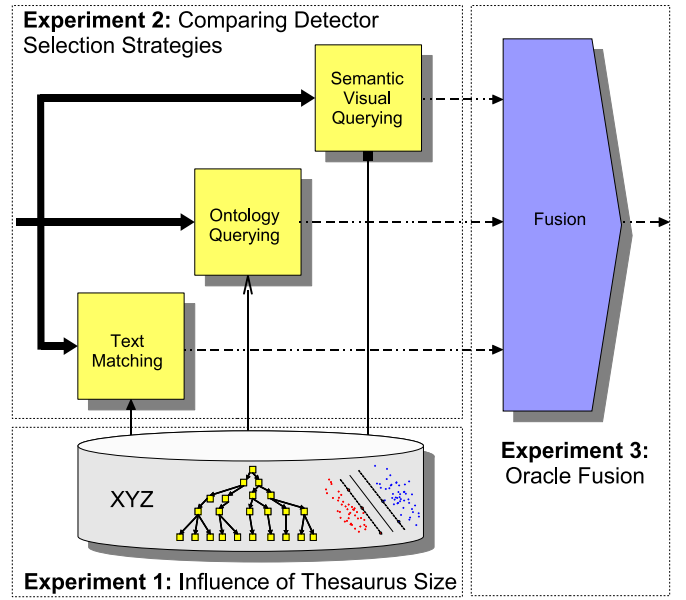 Experiment 2: Comparing Detector
Selection Strategies
Semantic
Visual
Querying
Ontology
Querying
Fusion
Text
Matching
Experiment 3:
Oracle Fusion
XYZ
Experiment 1: Influence of Thesaurus Size